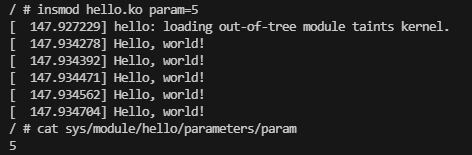 / # insmod hello.ko param=5
[  147.927229] hello: loading out-of-tree module taints kernel.
[  147.934278] Hello, world!
[  147.934392] Hello, world!
[  147.934471] Hello, world!
[  147.934562] Hello, world!
[  147.934704] Hello, world!
/ # cat sys/module/hello/parameters/param
5